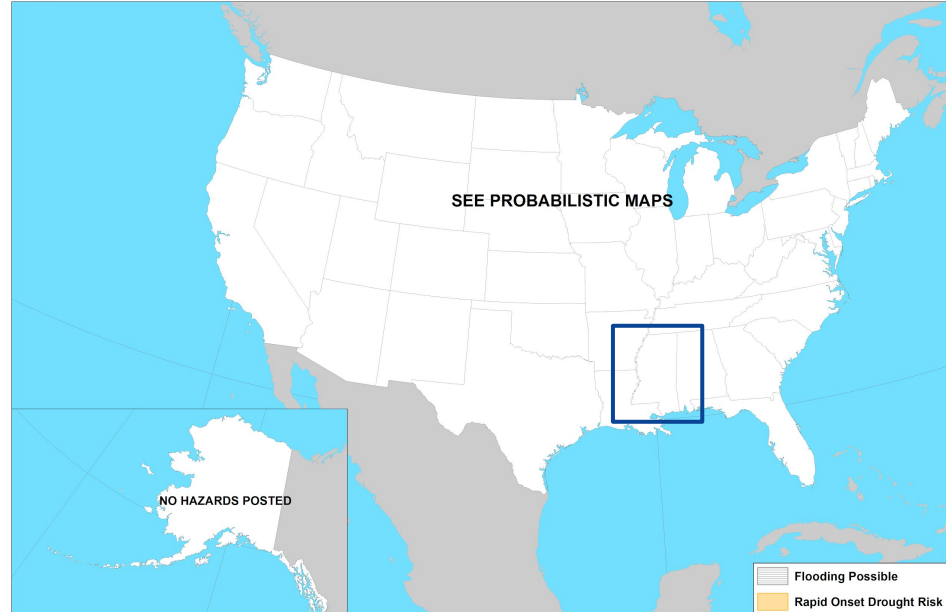 SEE PROBABILISTIC MAPS
NO HAZARDS POSTED
Flooding Possible
Rapid Onset Drought Risk